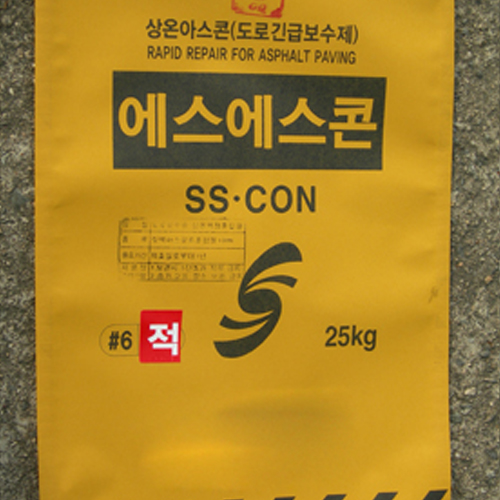 상온아스콘(도로긴급보수제)
RAPID REPAIR FOR ASPHALT PAVING
에스에스콘
SS·CON
#6 적
25kg